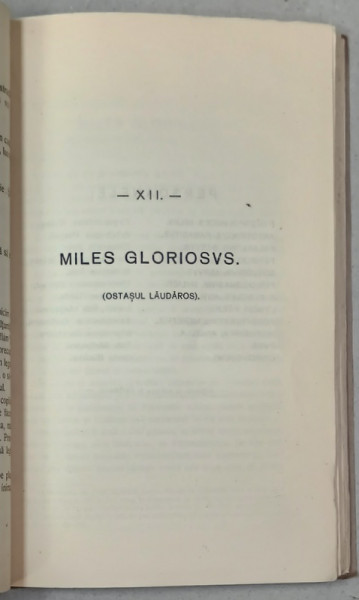 — XII. —
MILES GLORIOSVS.
(OSTAȘUL LĂUDĂROS).